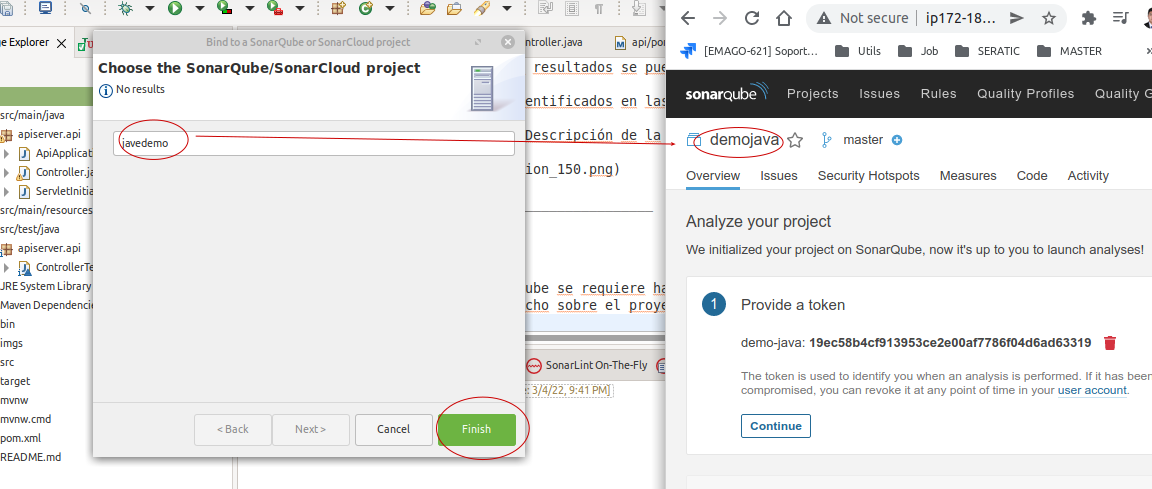 ge Explorer
Bind to a SonarQube or SonarCloud project
Choose the SonarQube/SonarCloud project
No results
javedemo
< Back
Next >
Cancel
Finish
src/main/java
apiserver.api
ApiApplicat
Controller.ja
ServletInitia
src/main/resources
src/test/java
apiserver.api
ControllerTe
JRE System Library
Maven Dependencie
bin
imgs
src
target
mvnw
mvnw.cmd
pom.xml
README.md
ntroller.java
api/po
resultados se pue
entificados en las
Descripción de la
ion_150.png)
ube se requiere ha
cho sobre el proye
SonarLint On-The-Fly
: 3/4/22, 9:41 PM]
Not secure
ip172-18...
[EMAGO-621] Soport...
Utils
Job
SERATIC
MASTER
sonarqube
Projects
Issues
Rules
Quality Profiles
Quality G
demojava
master
Overview
Issues
Security Hotspots
Measures
Code
Activity
Analyze your project
We initialized your project on SonarQube, now it's up to you to launch analyses!
1
Provide a token
demo-java: 19ec58b4cf913953ce2e00af7786f04d6ad63319
The token is used to identify you when an analysis is performed. If it has been
compromised, you can revoke it at any point of time in your user account.
Continue